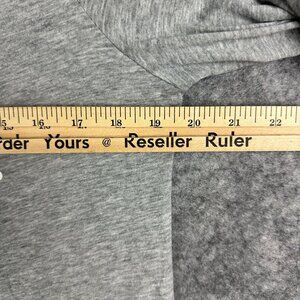 15 16 17 18 19 20 21 22
rder Yours @ Reseller Ruler